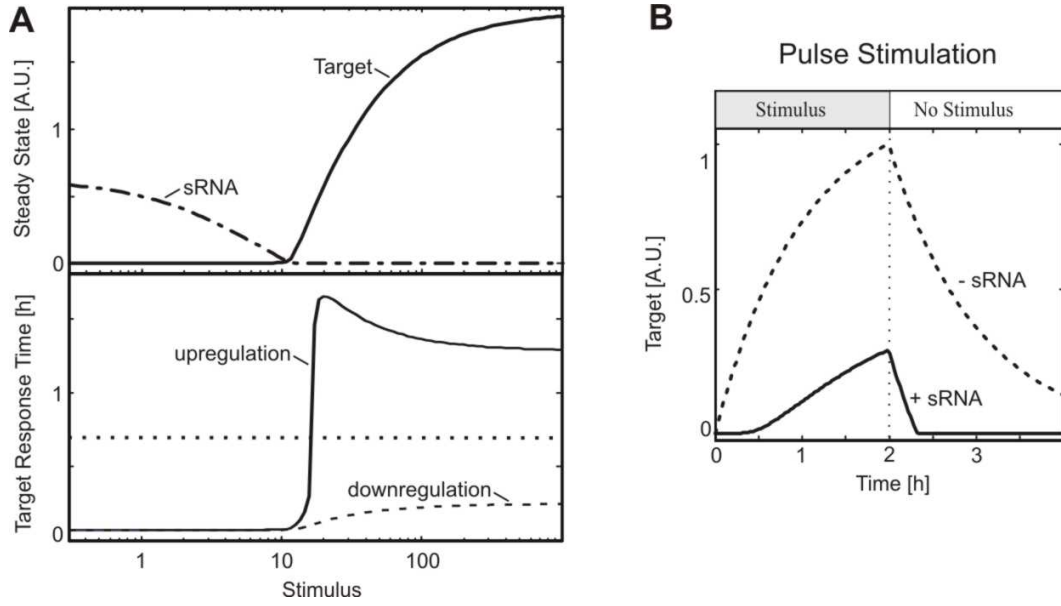 A
Steady State [A.U.]
1
0
Target
sRNA
Target Response Time [h]
1
0
upregulation
downregulation
1
10
100
Stimulus
B
Pulse Stimulation
Stimulus
No Stimulus
Target [A.U.]
1
0.5
0
- sRNA
+ sRNA
0
1
2
3
Time [h]